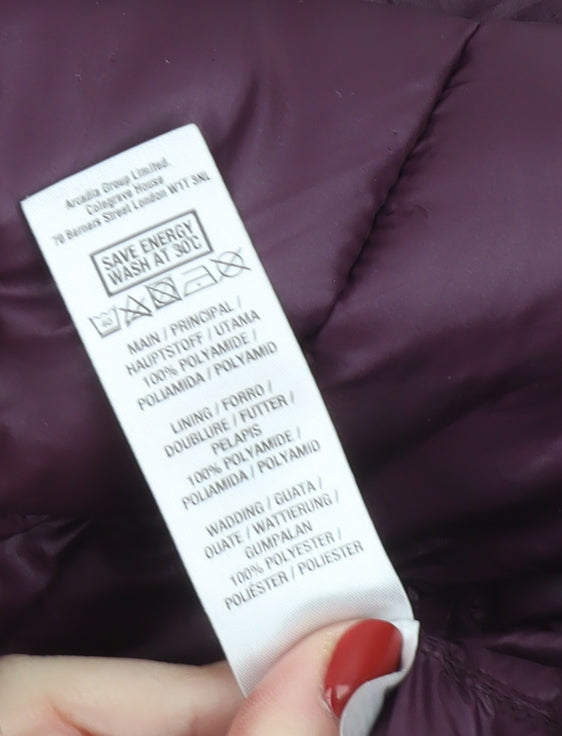 Arcadia Group Limited.
Colegrave House
70 Berners Street London W1T 3NL
SAVE ENERGY
WASH AT 30°C
MAIN / PRINCIPAL /
HAUPTSTOFF / UTAMA
100% POLYAMIDE /
POLIAMIDA / POLYAMID
LINING / FORRO /
DOUBLURE / FUTTER /
PELAPIS
100% POLYAMIDE /
POLIAMIDA / POLYAMID
WADDING / GUATA /
OUATE / WATTIERUNG /
GUMPALAN
100% POLYESTER /
POLIÉSTER / POLIESTER